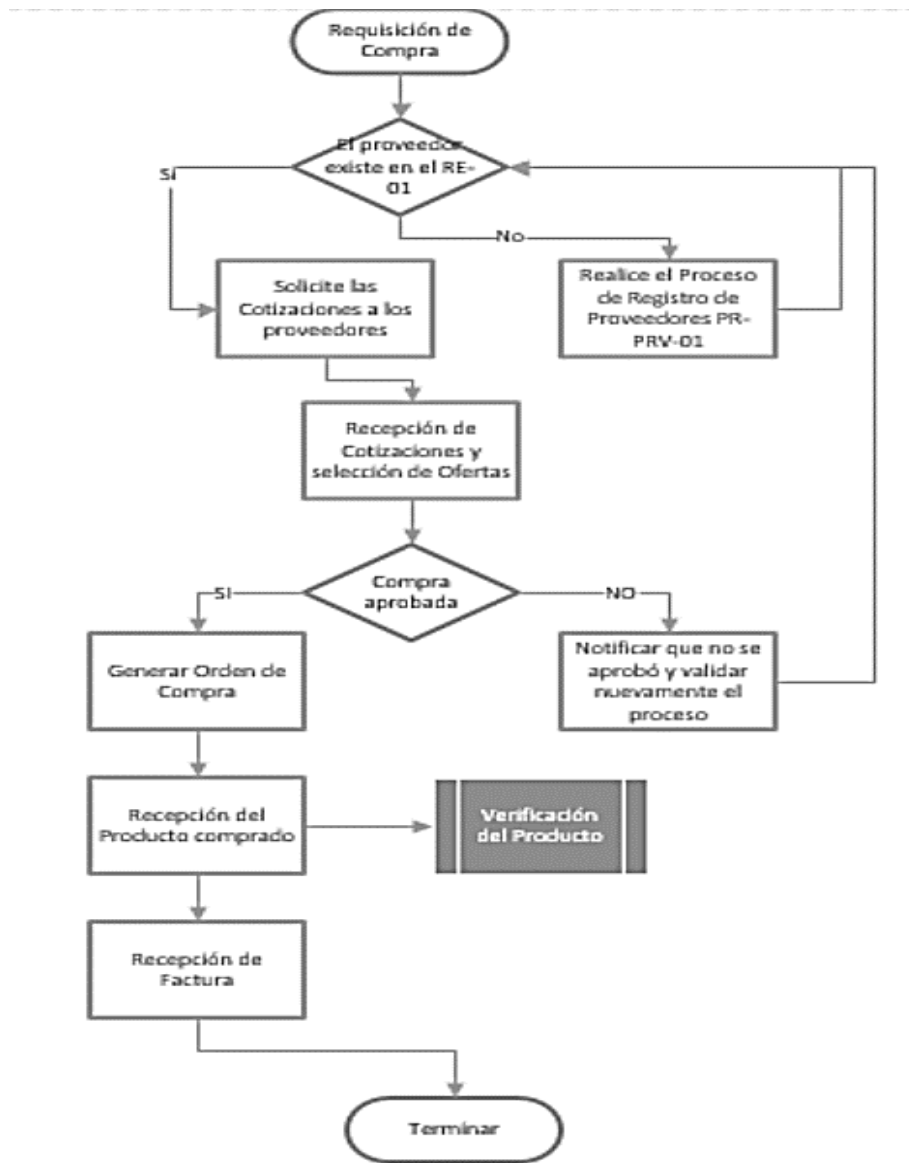 Requisición de
Compra
El proveedor
existe en el RE-
01
Si
No
Solicite las
Cotizaciones a los
proveedores
Realice el Proceso
de Registro de
Proveedores PR-
PRV-01
Recepción de
Cotizaciones y
selección de Ofertas
Compra
aprobada
SI
NO
Generar Orden de
Compra
Notificar que no se
aprobó y validar
nuevamente el
proceso
Recepción del
Producto comprado
Verificación
del Producto
Recepción de
Factura
Terminar